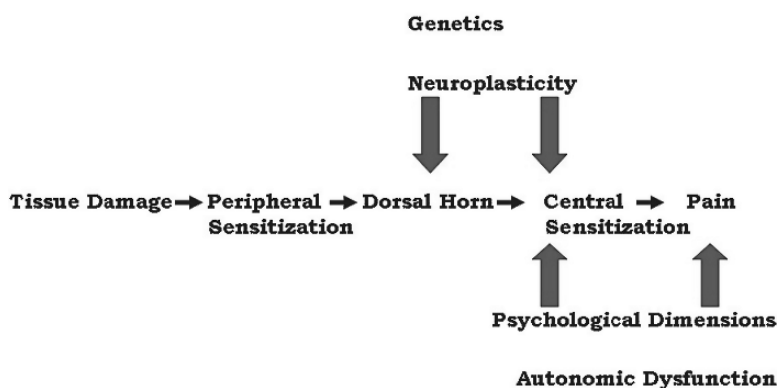 Genetics
Neuroplasticity
Tissue Damage Peripheral Dorsal Horn Central Pain
Sensitization Sensitization
Psychological Dimensions
Autonomic Dysfunction